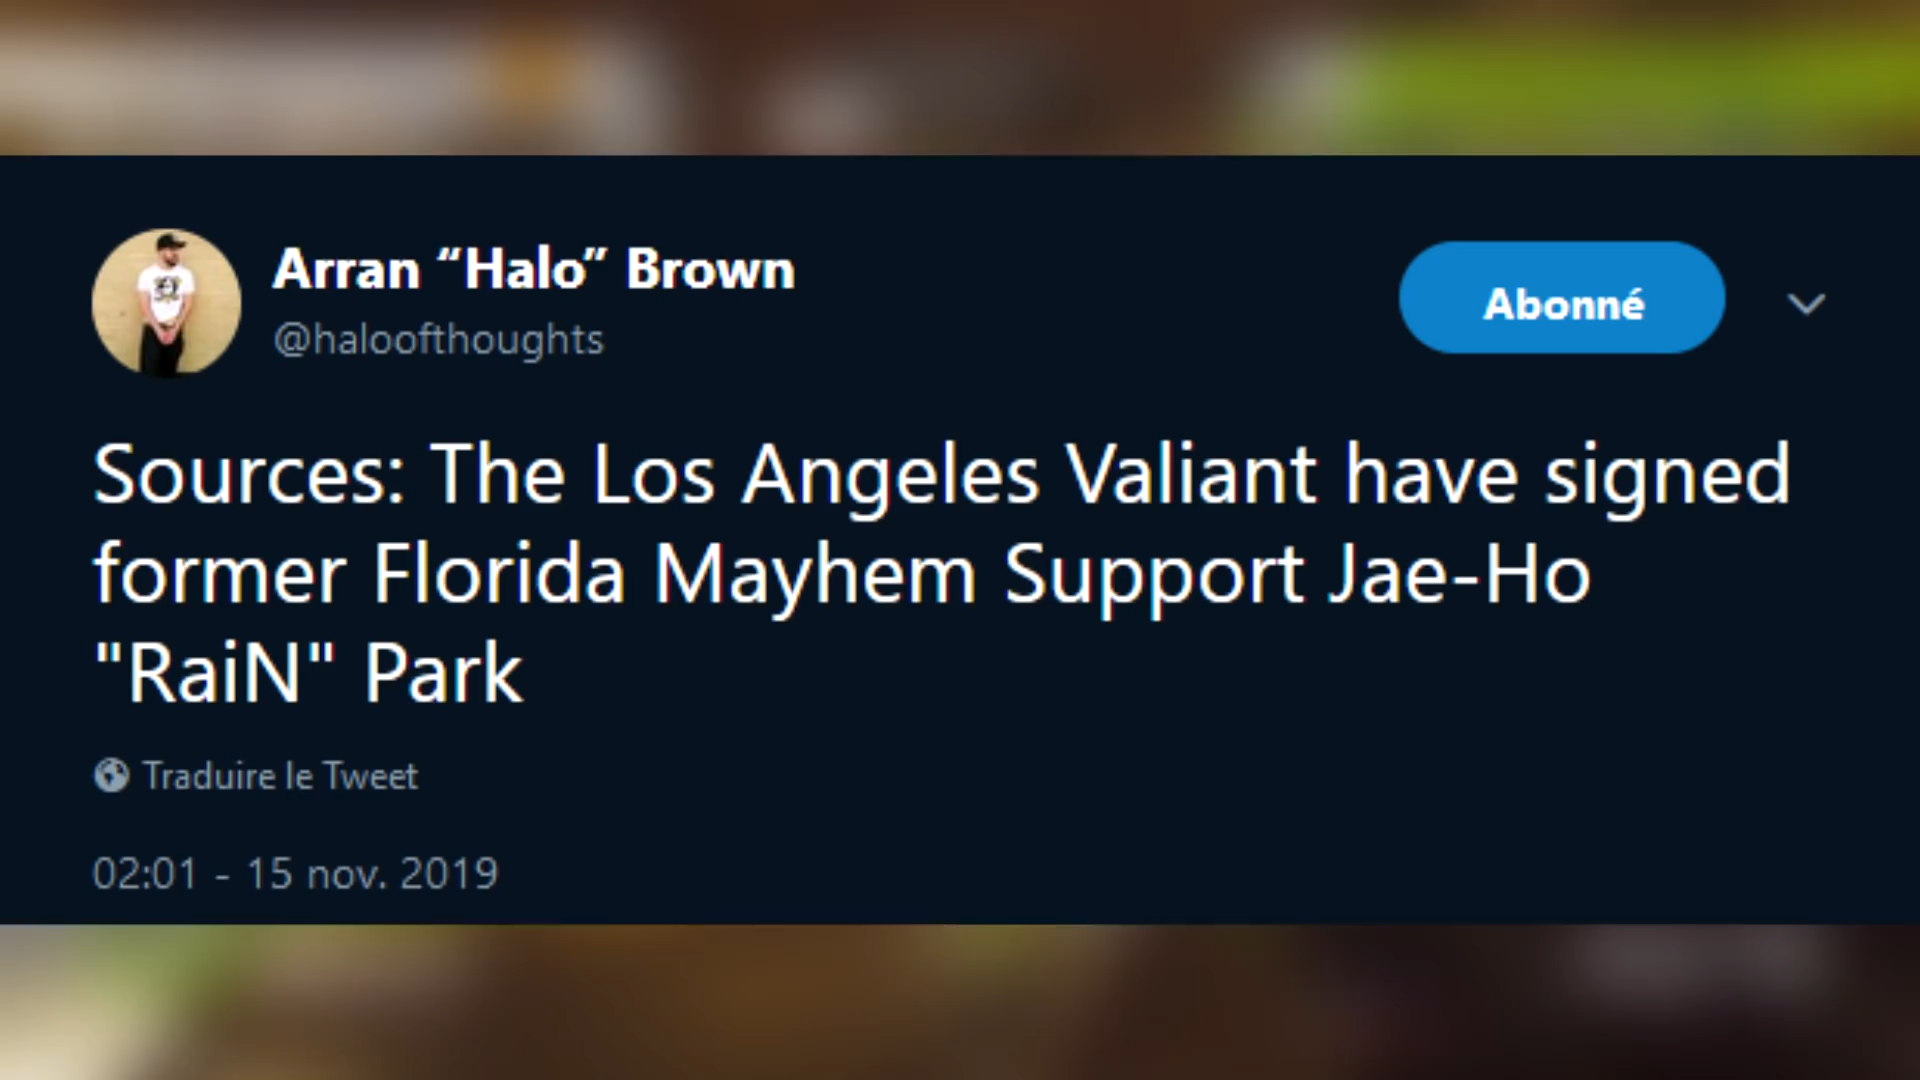 Arran “Halo” Brown
@haloofthoughts
Abonné
Sources: The Los Angeles Valiant have signed
former Florida Mayhem Support Jae-Ho
"RaiN" Park
Traduire le Tweet
02:01 - 15 nov. 2019